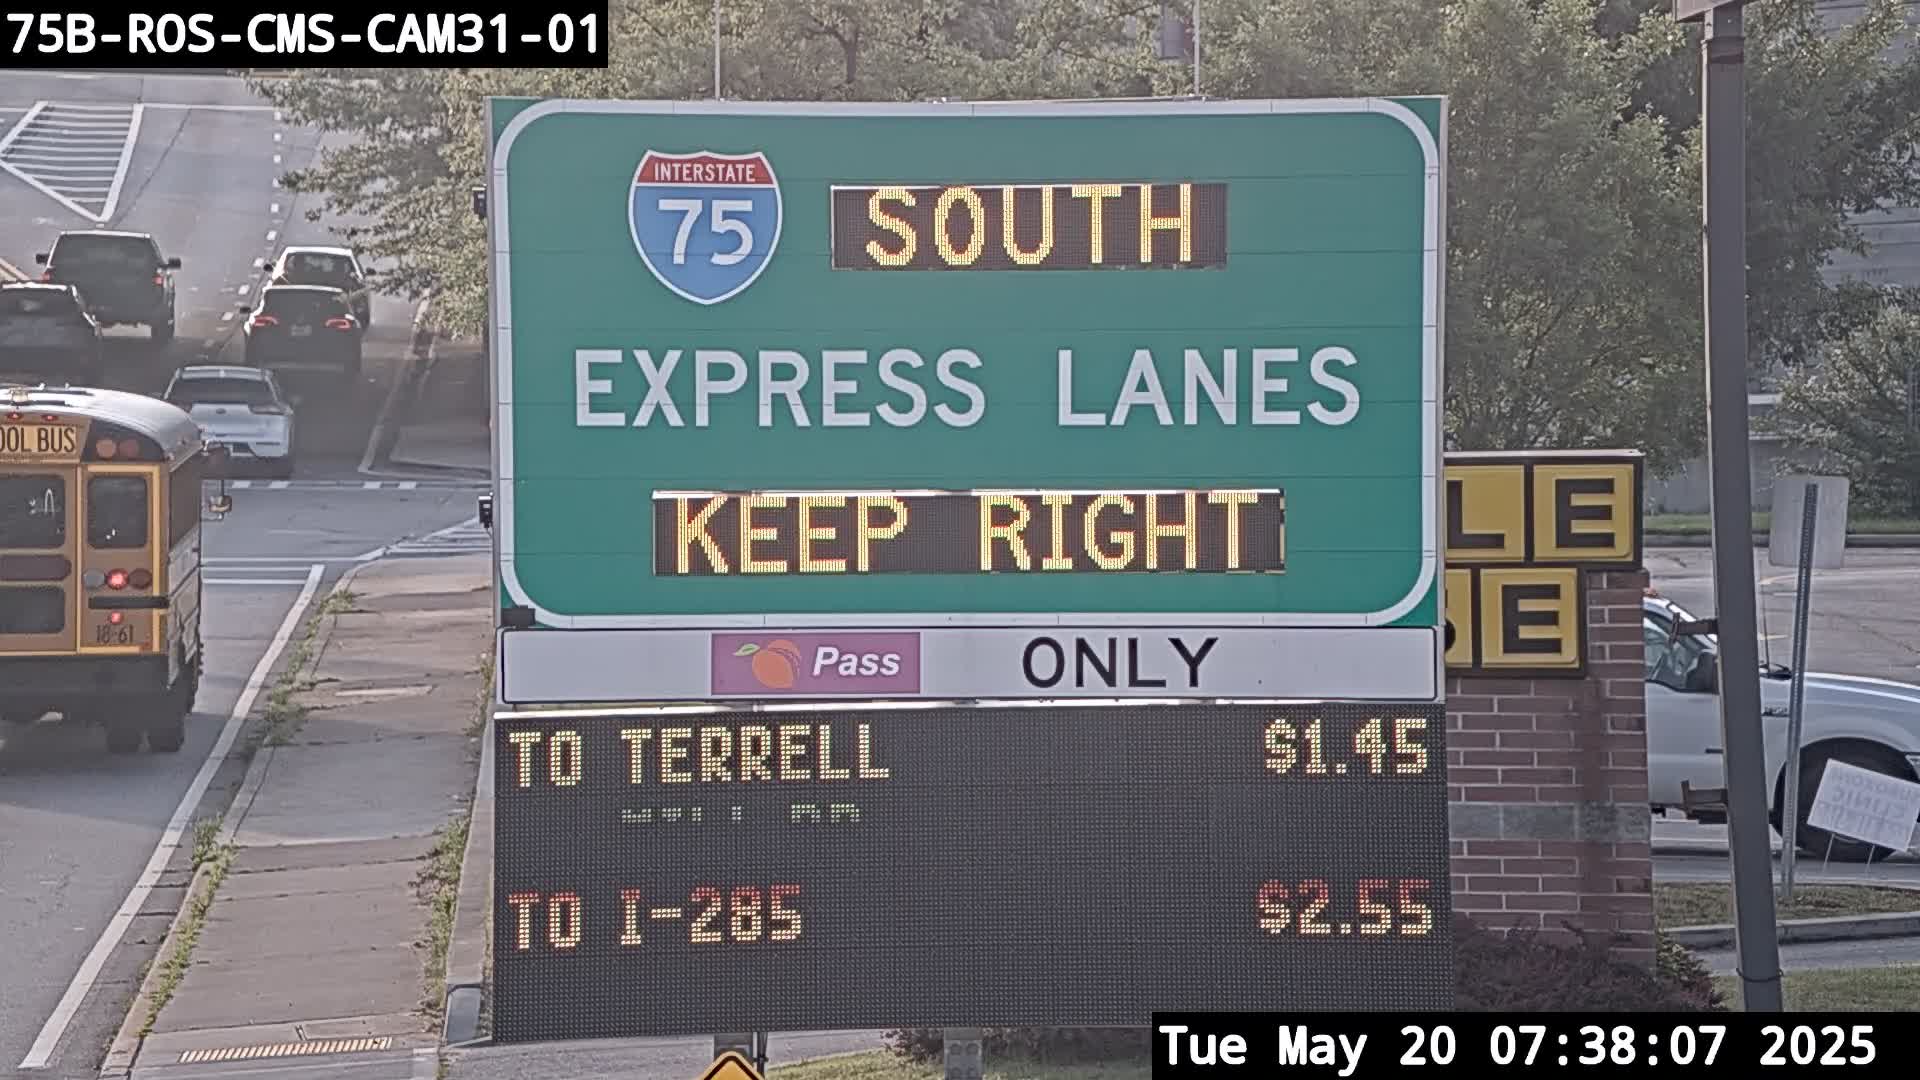 75B-ROS-CMS-CAM31-01
INTERSTATE
75
SOUTH
EXPRESS LANES
KEEP RIGHT
Pass ONLY
TO TERRELL $1.45
TO I-285 $2.55
OOL BUS
18-61
LE
E
CLINIC
Tue May 20 07:38:07 2025